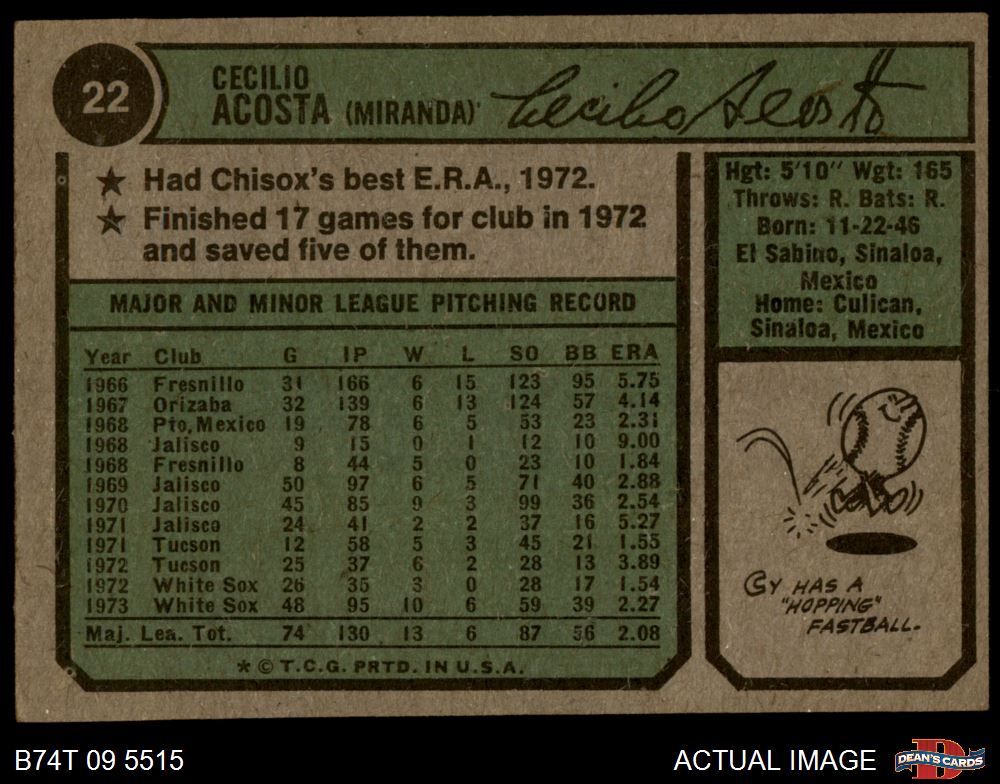 22
CECILIO
ACOSTA (MIRANDA)
Cecilio Acosta
★ Had Chisox's best E.R.A., 1972.
★ Finished 17 games for club in 1972
and saved five of them.
Hgt: 5'10" Wgt: 165
Throws: R. Bats: R.
Born: 11-22-46
El Sabino, Sinaloa,
Mexico
Home: Culican,
Sinaloa, Mexico
MAJOR AND MINOR LEAGUE PITCHING RECORD
Year Club G IP W L SO BB ERA
1966 Fresnillo 31 166 6 15 123 95 5.75
1967 Orizaba 32 139 6 13 124 57 4.14
1968 Pto, Mexico 19 78 6 5 53 23 2.31
1968 Jalisco 9 15 0 1 12 10 9.00
1968 Fresnillo 8 44 5 0 23 10 1.84
1969 Jalisco 50 97 6 5 71 40 2.88
1970 Jalisco 45 85 9 3 99 36 2.54
1971 Jalisco 24 41 2 2 37 16 5.27
1971 Tucson 12 58 5 3 45 21 1.55
1972 Tucson 25 37 6 2 28 13 3.89
1972 White Sox 26 35 3 0 28 17 1.54
1973 White Sox 48 95 10 6 59 39 2.27
Maj. Lea. Tot. 74 130 13 6 87 56 2.08
* © T.C.G. PRTD. IN U.S.A.
CY HAS A
"HOPPING"
FASTBALL.
B74T 09 5515
ACTUAL IMAGE
D
DEAN'S CARDS